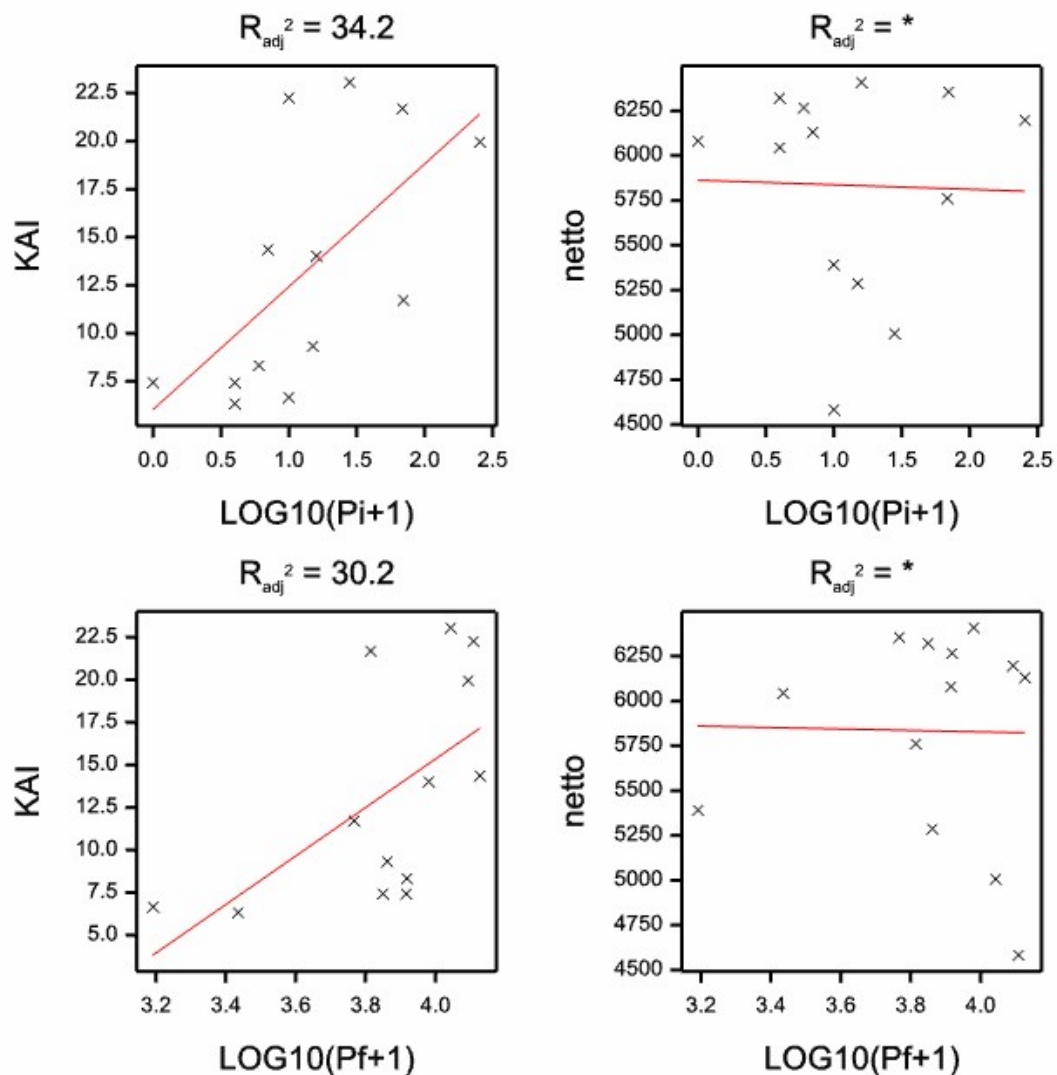 R_adj² = 34.2
22.5
20.0
17.5
15.0
12.5
10.0
7.5
KAI
0.0 0.5 1.0 1.5 2.0 2.5
LOG10(Pi+1)
R_adj² = *
6250
6000
5750
5500
5250
5000
4750
4500
netto
0.0 0.5 1.0 1.5 2.0 2.5
LOG10(Pi+1)
R_adj² = 30.2
22.5
20.0
17.5
15.0
12.5
10.0
7.5
5.0
KAI
3.2 3.4 3.6 3.8 4.0
LOG10(Pf+1)
R_adj² = *
6250
6000
5750
5500
5250
5000
4750
4500
netto
3.2 3.4 3.6 3.8 4.0
LOG10(Pf+1)